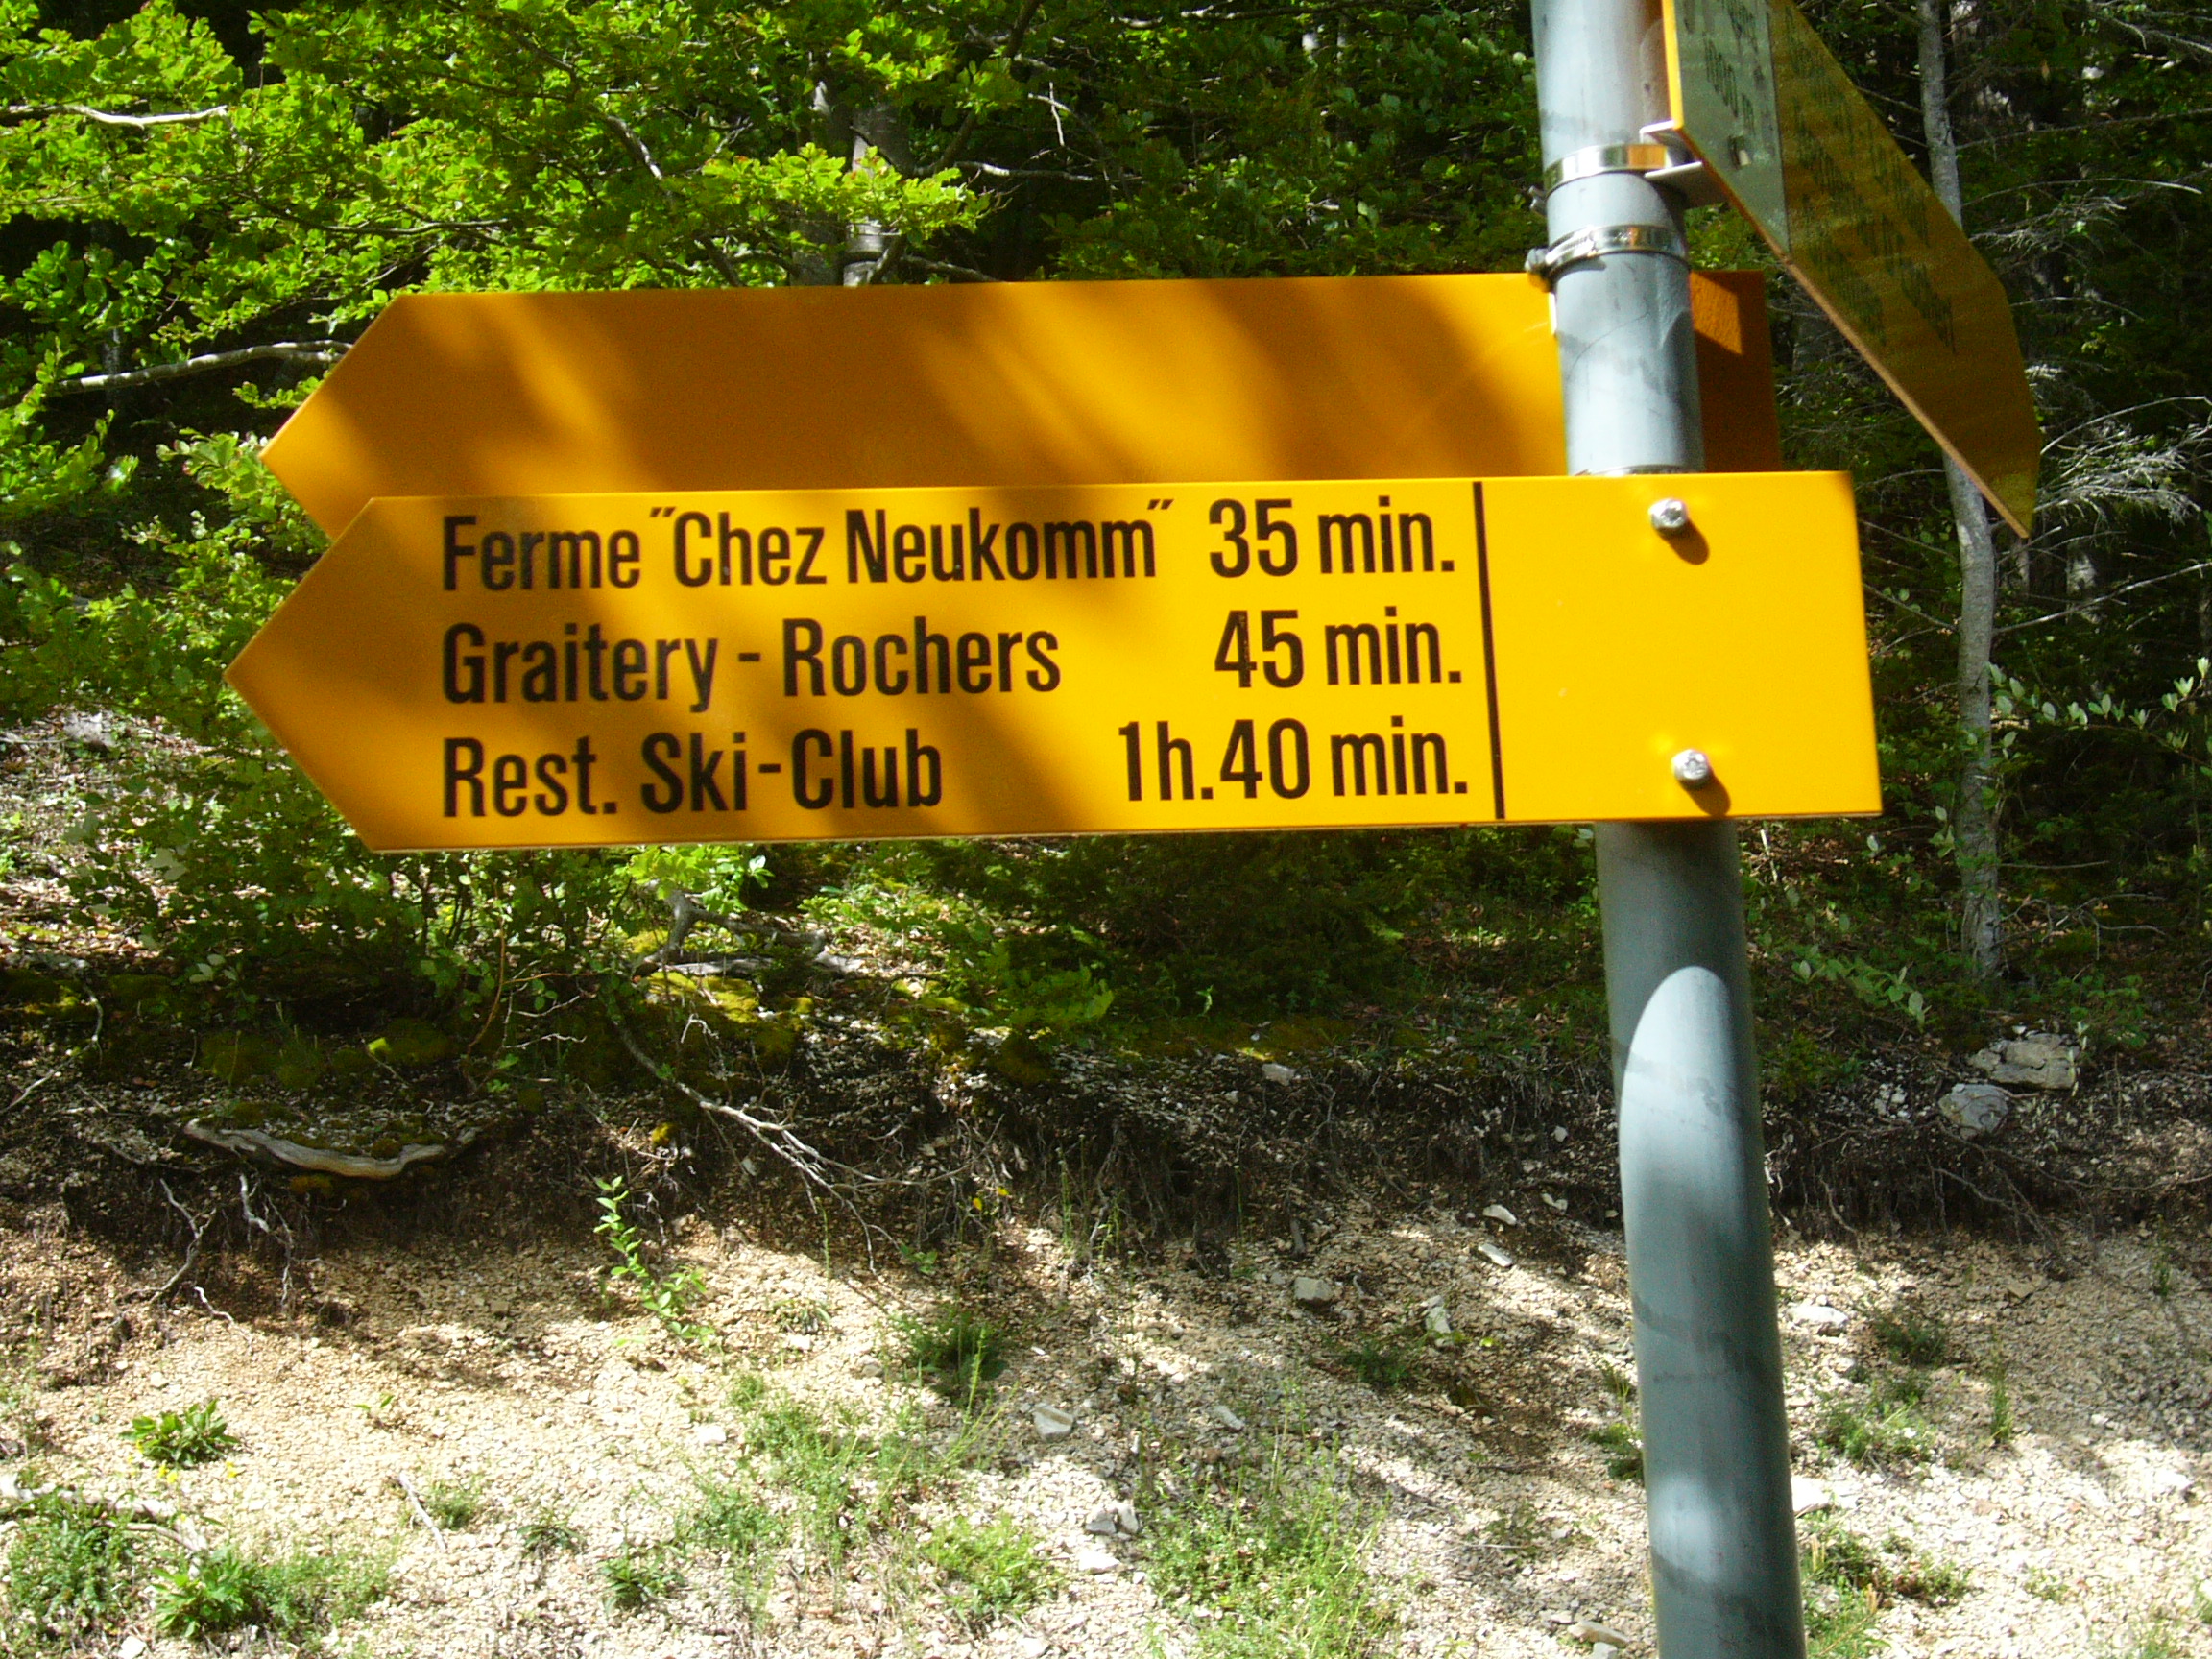 Ferme "Chez Neukomm" 35 min.
Graitery - Rochers 45 min.
Rest. Ski-Club 1h.40 min.